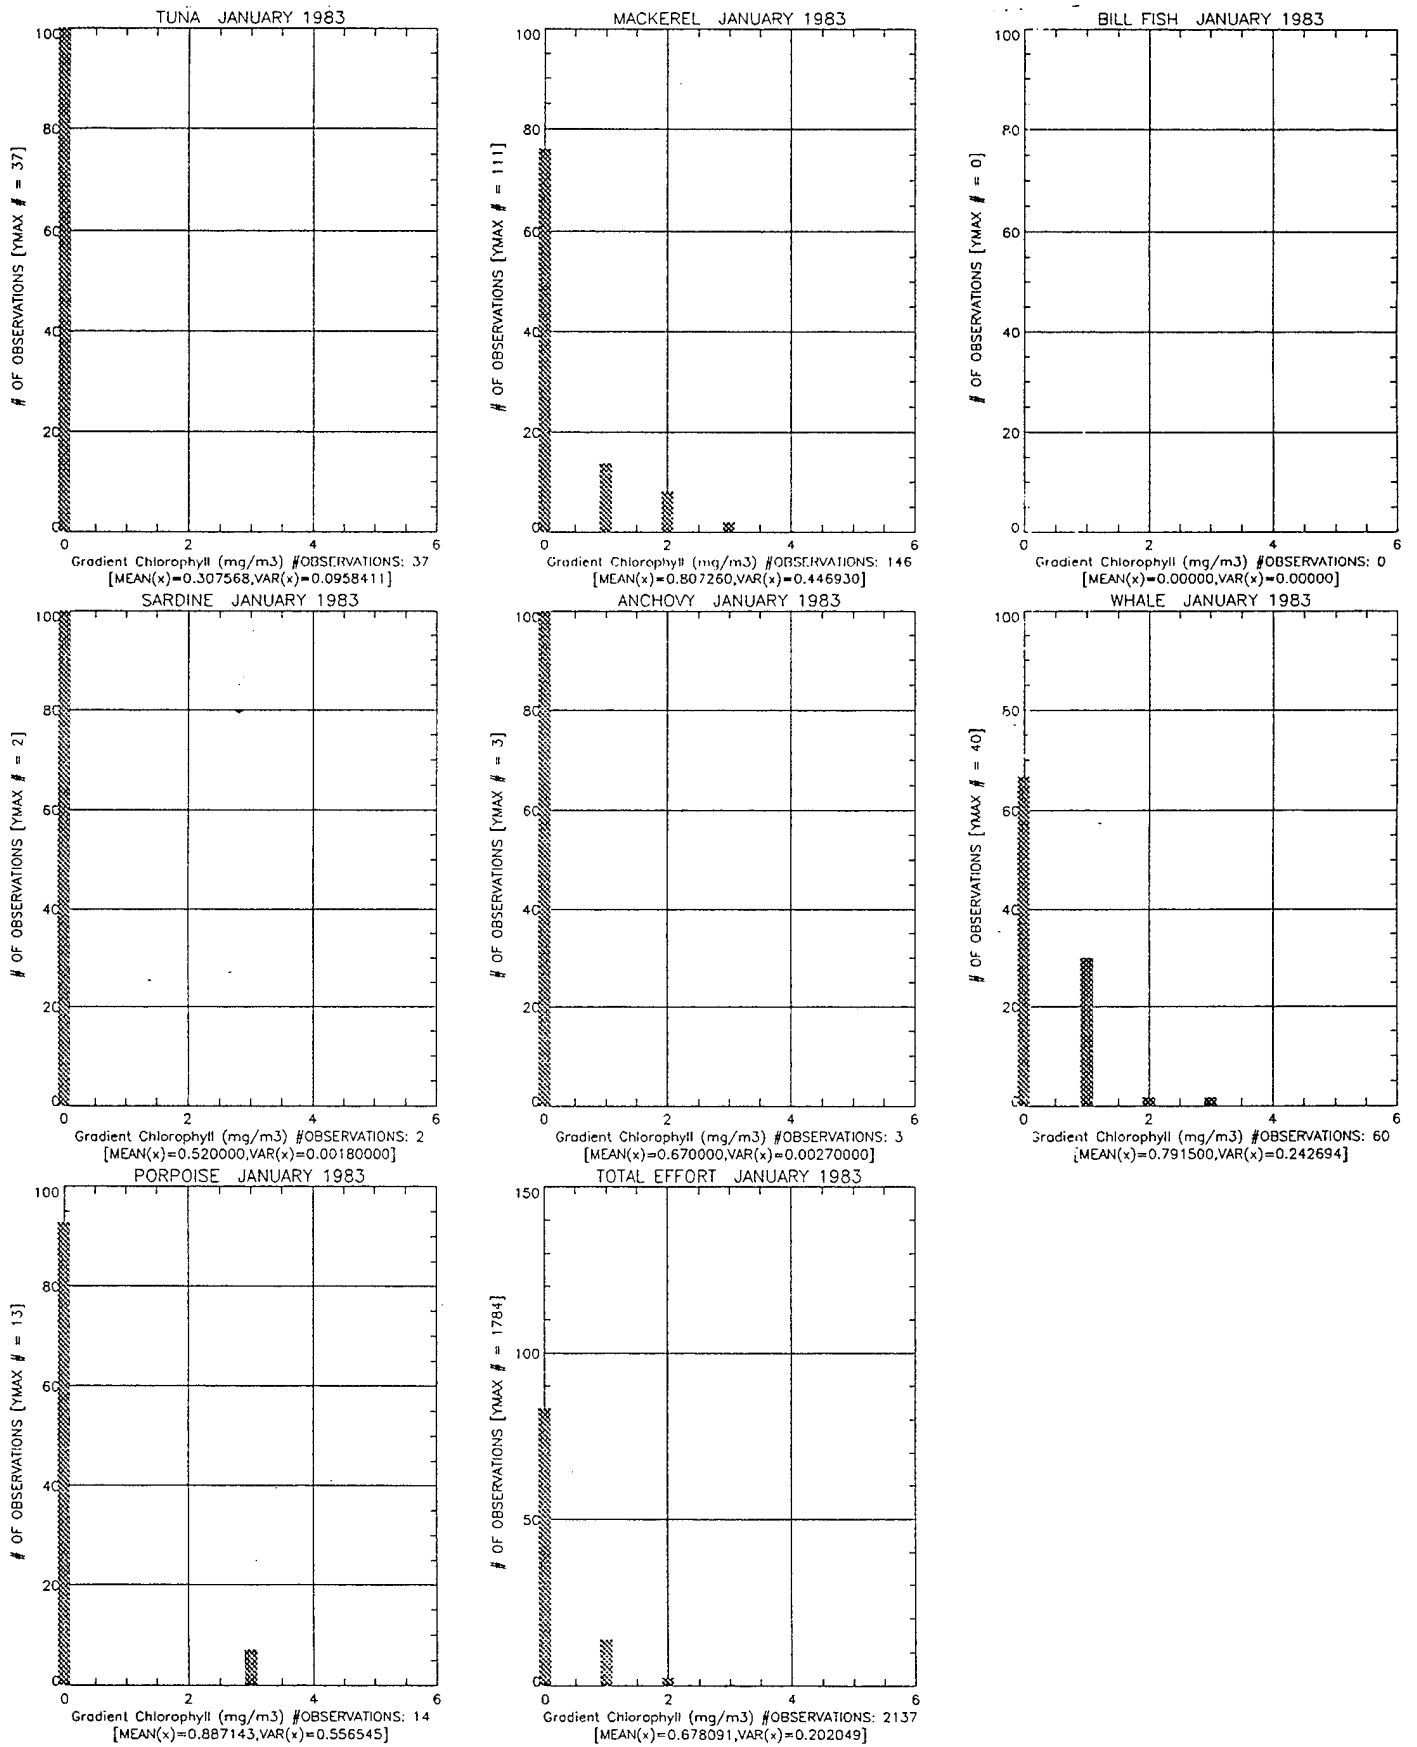 TUNA JANUARY 1983
100
80
60
40
20
0
0 2 4 6
# OF OBSERVATIONS [YMAX # = 37]
Gradient Chlorophyll (mg/m3) #OBSERVATIONS: 37
[MEAN(x)=0.307568,VAR(x)=0.0958411]
MACKEREL JANUARY 1983
100
80
60
40
20
0
0 2 4 6
# OF OBSERVATIONS [YMAX # = 111]
Gradient Chlorophyll (mg/m3) #OBSERVATIONS: 146
[MEAN(x)=0.807260,VAR(x)=0.446930]
BILL FISH JANUARY 1983
100
80
60
40
20
0
0 2 4 6
# OF OBSERVATIONS [YMAX # = 0]
Gradient Chlorophyll (mg/m3) #OBSERVATIONS: 0
[MEAN(x)=0.00000,VAR(x)=0.00000]
SARDINE JANUARY 1983
100
80
60
40
20
0
0 2 4 6
# OF OBSERVATIONS [YMAX # = 2]
Gradient Chlorophyll (mg/m3) #OBSERVATIONS: 2
[MEAN(x)=0.520000,VAR(x)=0.00180000]
ANCHOVY JANUARY 1983
100
80
60
40
20
0
0 2 4 6
# OF OBSERVATIONS [YMAX # = 3]
Gradient Chlorophyll (mg/m3) #OBSERVATIONS: 3
[MEAN(x)=0.670000,VAR(x)=0.00270000]
WHALE JANUARY 1983
100
80
60
40
20
0
0 2 4 6
# OF OBSERVATIONS [YMAX # = 40]
Gradient Chlorophyll (mg/m3) #OBSERVATIONS: 60
[MEAN(x)=0.791500,VAR(x)=0.242694]
PORPOISE JANUARY 1983
100
80
60
40
20
0
0 2 4 6
# OF OBSERVATIONS [YMAX # = 13]
Gradient Chlorophyll (mg/m3) #OBSERVATIONS: 14
[MEAN(x)=0.887143,VAR(x)=0.556545]
TOTAL EFFORT JANUARY 1983
150
100
50
0
0 2 4 6
# OF OBSERVATIONS [YMAX # = 1784]
Gradient Chlorophyll (mg/m3) #OBSERVATIONS: 2137
[MEAN(x)=0.678091,VAR(x)=0.202049]